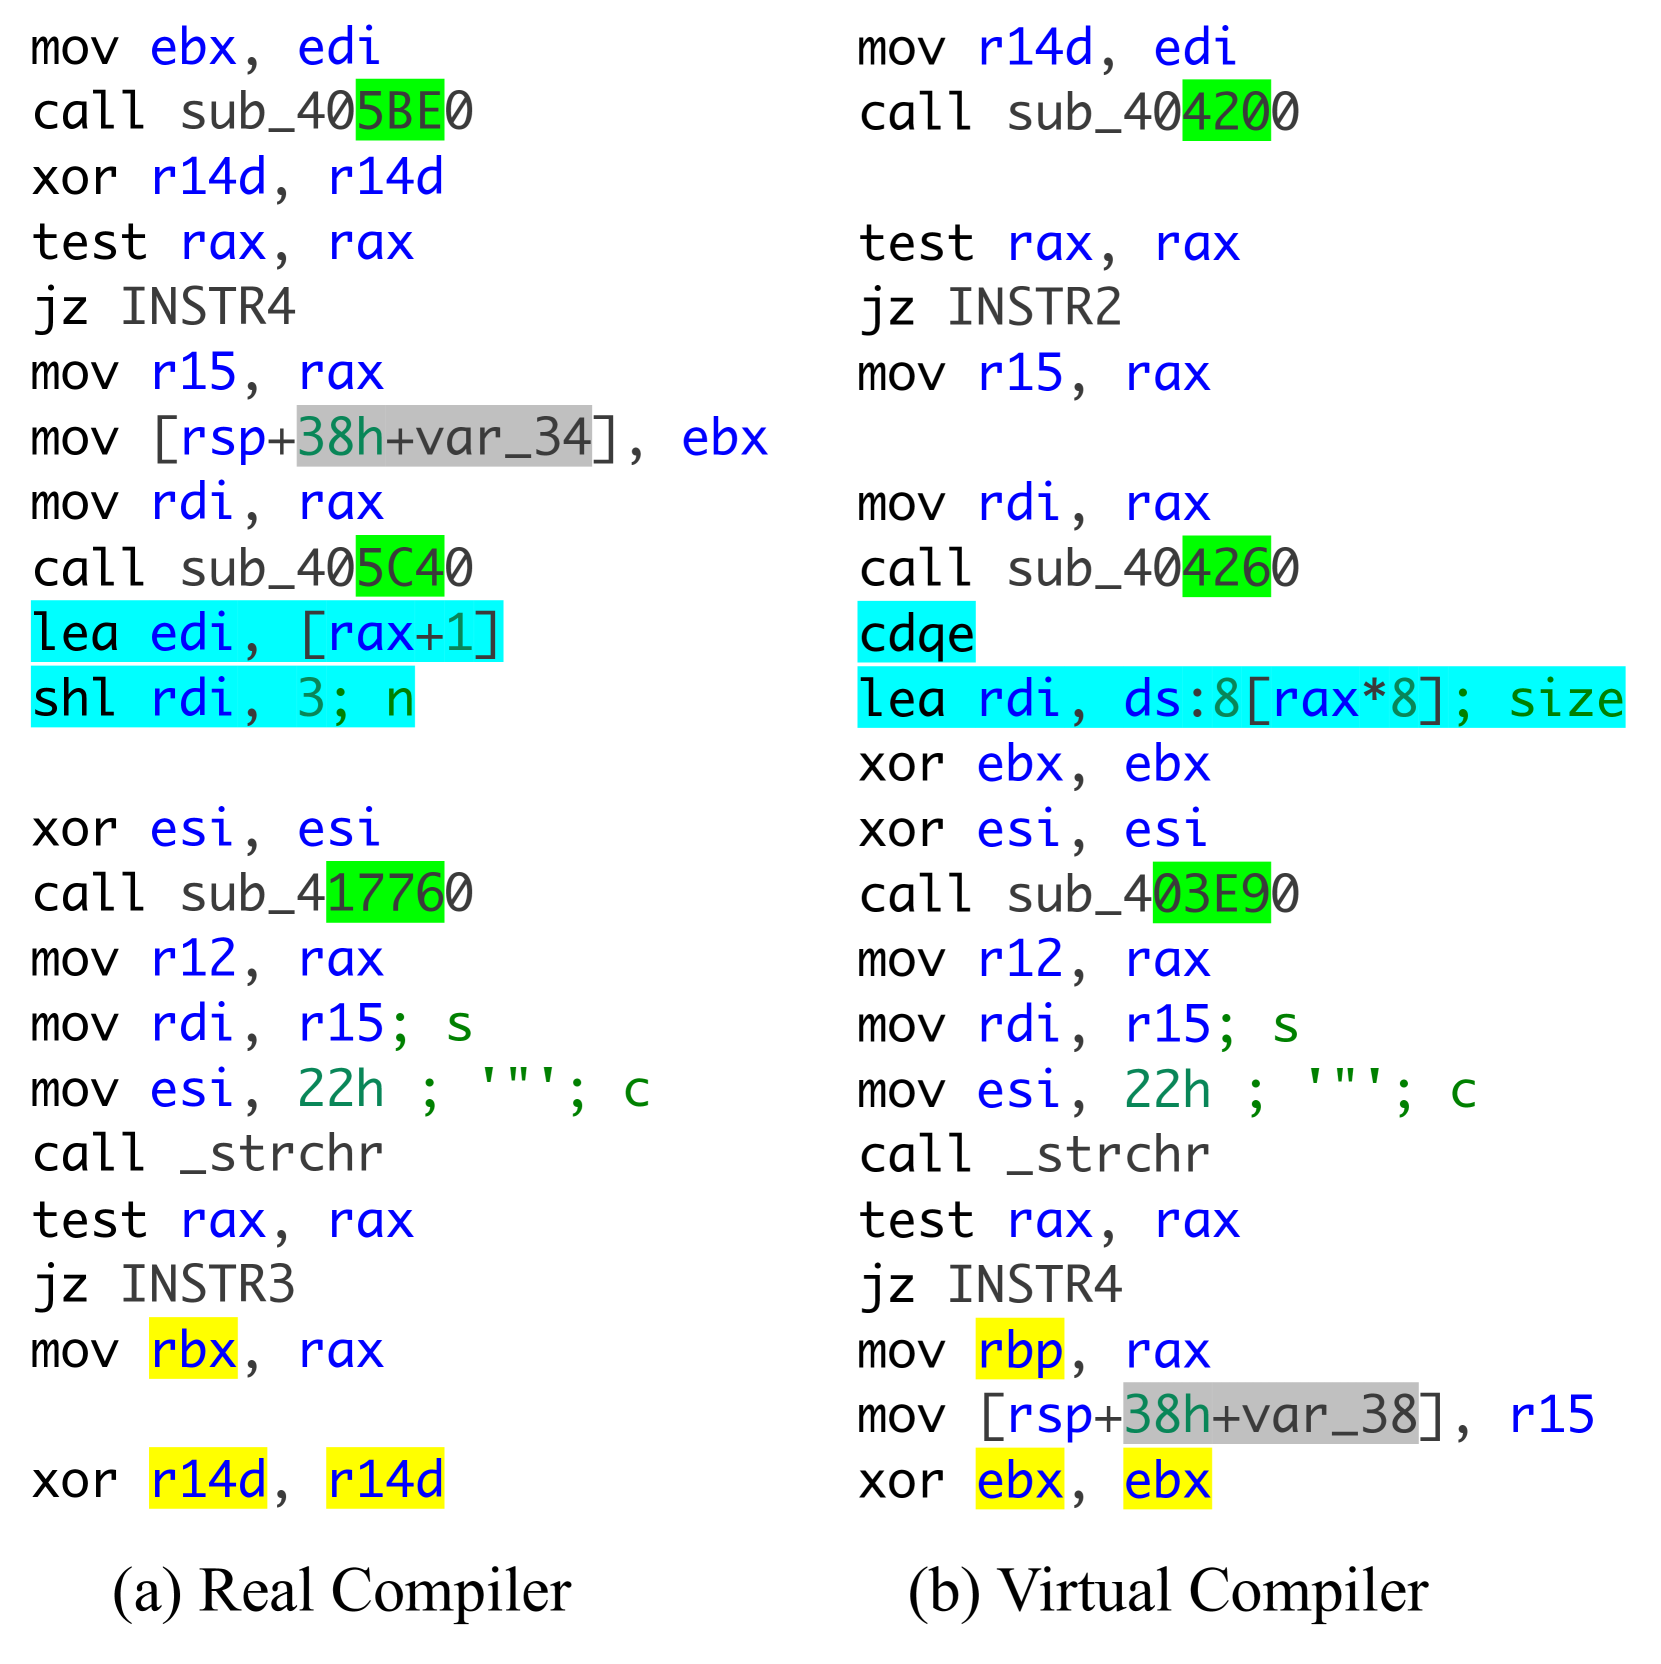 mov ebx, edi
call sub_405BE0
xor r14d, r14d
test rax, rax
jz INSTR4
mov r15, rax
mov [rsp+38h+var_34], ebx
mov rdi, rax
call sub_405C40
lea edi, [rax+1]
shl rdi, 3; n
xor esi, esi
call sub_417760
mov r12, rax
mov rdi, r15; s
mov esi, 22h ; '"'; c
call _strchr
test rax, rax
jz INSTR3
mov rbx, rax
xor r14d, r14d
(a) Real Compiler
mov r14d, edi
call sub_404200
test rax, rax
jz INSTR2
mov r15, rax
mov rdi, rax
call sub_404260
cdqe
lea rdi, ds:8[rax*8]; size
xor ebx, ebx
xor esi, esi
call sub_403E90
mov r12, rax
mov rdi, r15; s
mov esi, 22h ; '"'; c
call _strchr
test rax, rax
jz INSTR4
mov rbp, rax
mov [rsp+38h+var_38], r15
xor ebx, ebx
(b) Virtual Compiler